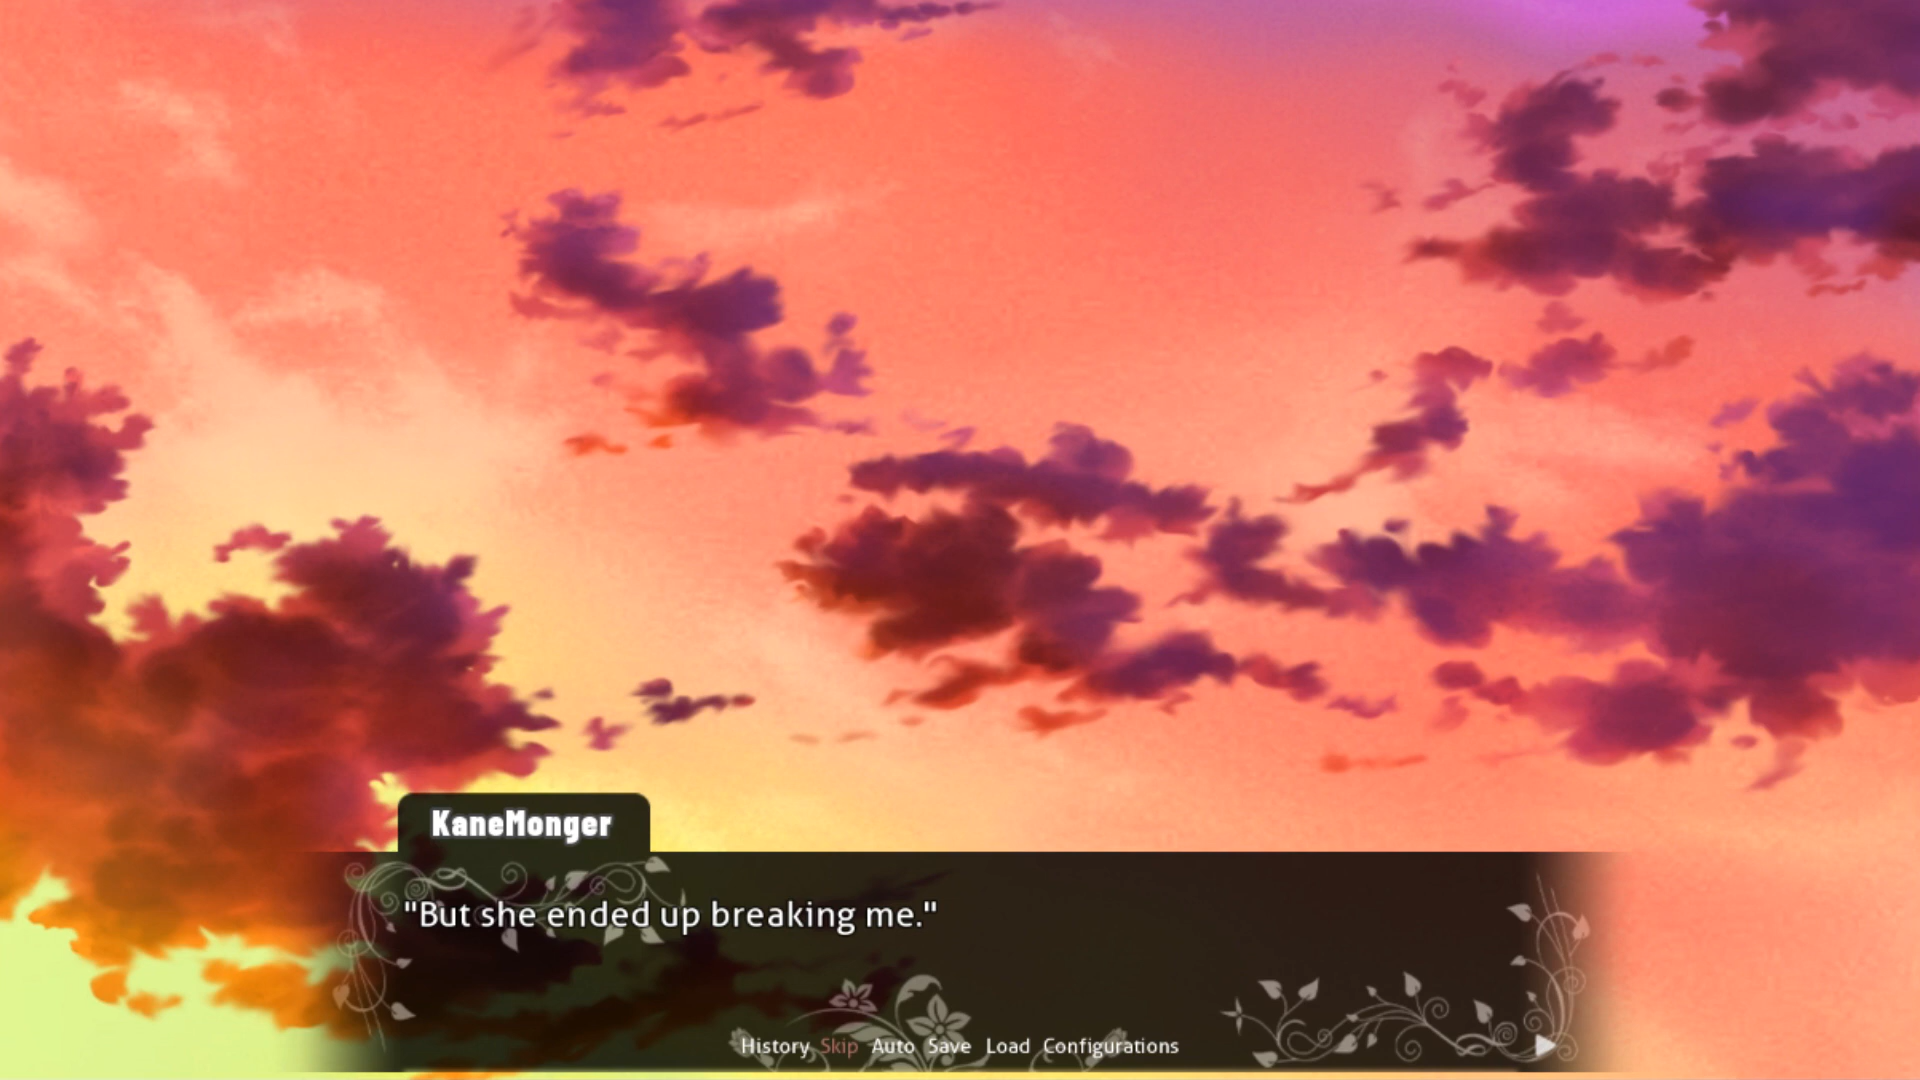 KaneMonger
"But she ended up breaking me."
History Skip Auto Save Load Configurations